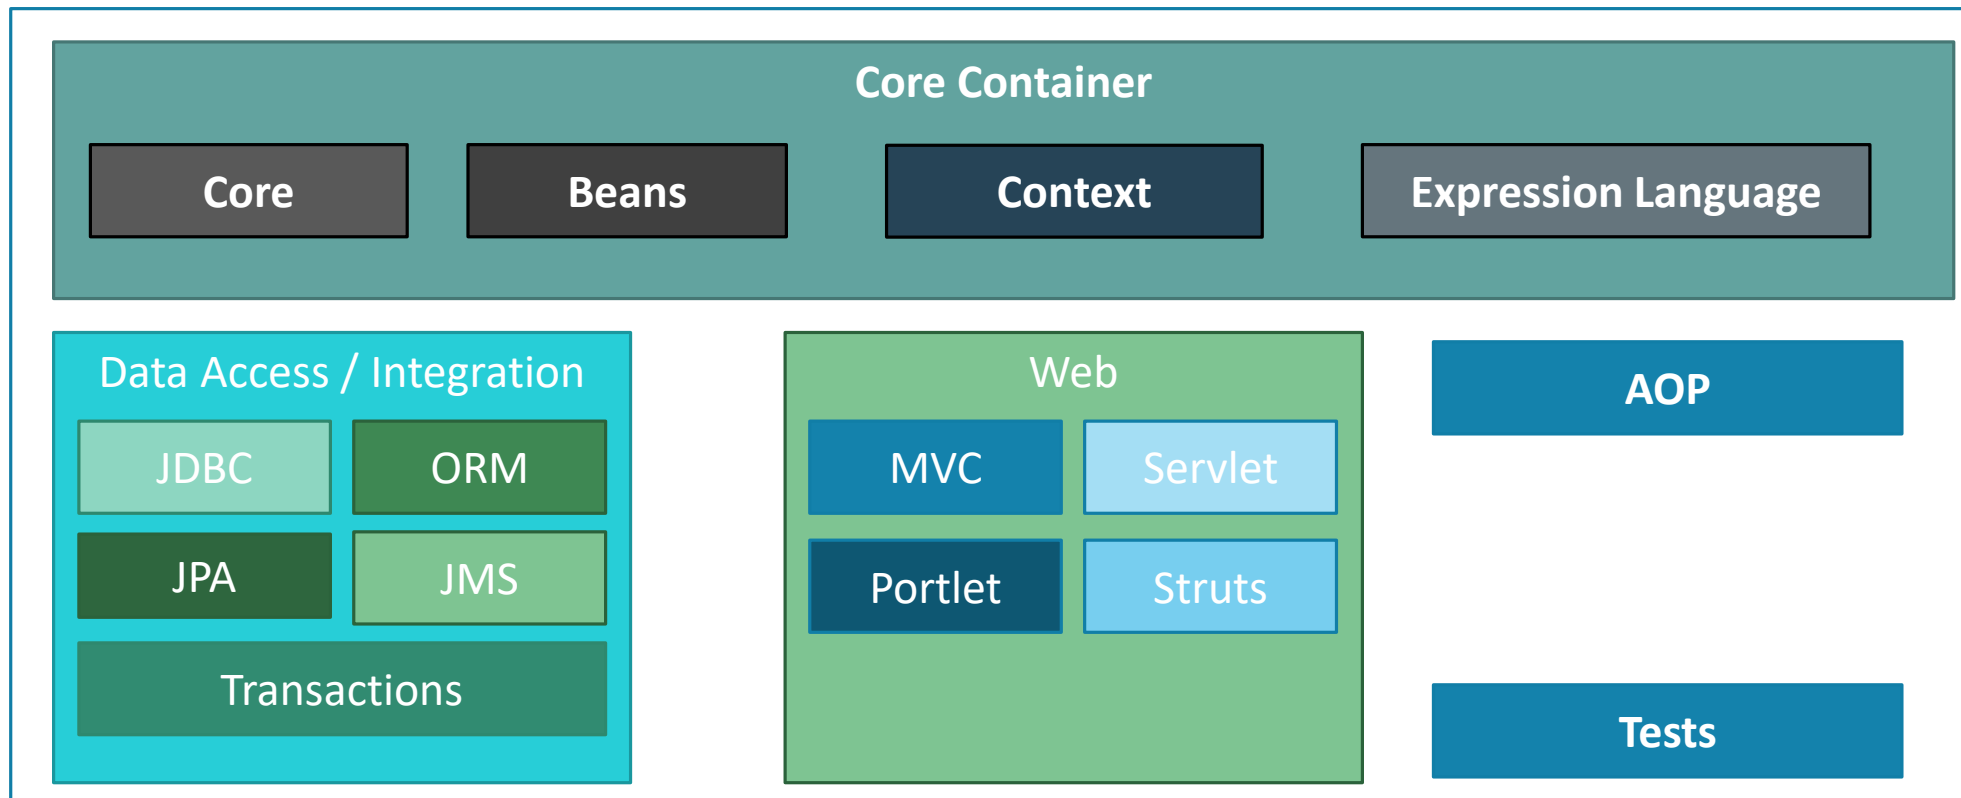 Core Container
Core
Beans
Context
Expression Language
Data Access / Integration
JDBC
ORM
JPA
JMS
Transactions
Web
MVC
Servlet
Portlet
Struts
AOP
Tests